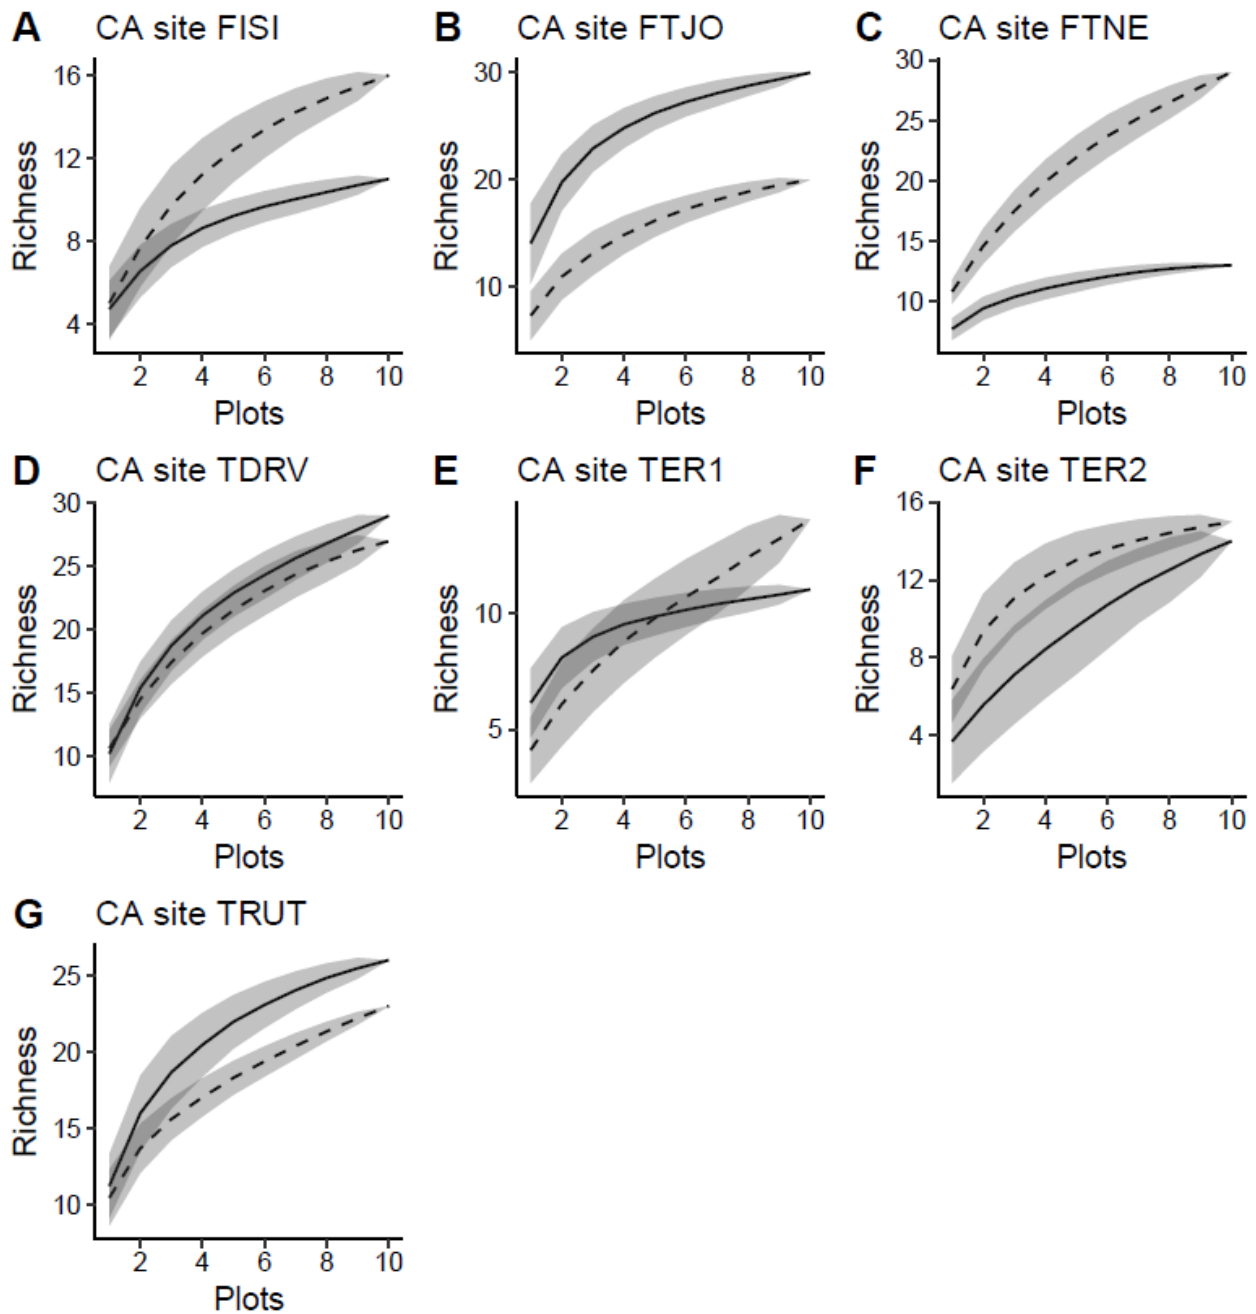 A CA site FISI
B CA site FTJO
C CA site FTNE
Richness
16
12
8
4
2 4 6 8 10
Plots
Richness
30
20
10
2 4 6 8 10
Plots
Richness
30
25
20
15
10
2 4 6 8 10
Plots
D CA site TDRV
E CA site TER1
F CA site TER2
Richness
30
25
20
15
10
2 4 6 8 10
Plots
Richness
10
5
2 4 6 8 10
Plots
Richness
16
12
8
4
2 4 6 8 10
Plots
G CA site TRUT
Richness
25
20
15
10
2 4 6 8 10
Plots